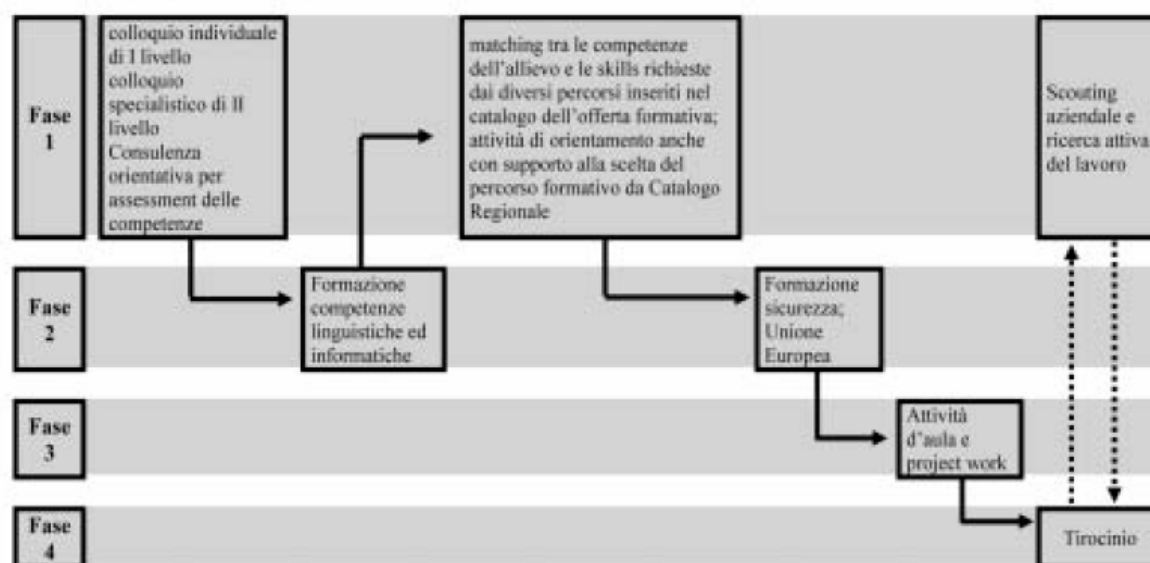 Fase
1
colloquio individuale
di I livello
colloquio
specialistico di II
livello
Consulenza
orientativa per
assessment delle
competenze
matching tra le competenze
dell'allievo e le skills richieste
dai diversi percorsi inseriti nel
catalogo dell'offerta formativa;
attività di orientamento anche
con supporto alla scelta del
percorso formativo da Catalogo
Regionale
Scouting
aziendale e
ricerca attiva
del lavoro
Fase
2
Formazione
competenze
linguistiche ed
informatiche
Formazione
sicurezza;
Unione
Europea
Fase
3
Attività
d'aula e
project work
Fase
4
Tirocinio